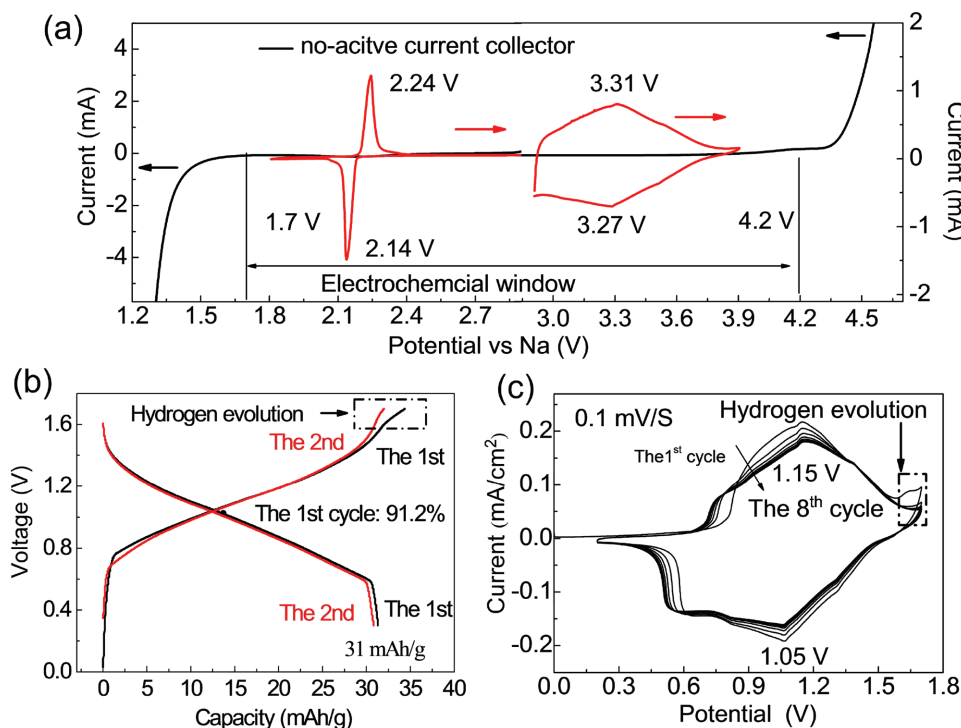 (a)
no-acitve current collector
2.24 V
3.31 V
1.7 V
2.14 V
3.27 V
4.2 V
Electrochemcial window
4
2
0
-2
-4
Current (mA)
2
1
0
-1
-2
Current (mA)
1.2 1.5 1.8 2.1 2.4 2.7 3.0 3.3 3.6 3.9 4.2 4.5
Potential vs Na (V)
(b)
Hydrogen evolution
The 2nd
The 1st
The 1st cycle: 91.2%
The 2nd
The 1st
31 mAh/g
1.6
1.2
0.8
0.4
0.0
Voltage (V)
0 5 10 15 20 25 30 35 40
Capacity (mAh/g)
(c)
0.1 mV/S
Hydrogen evolution
The1st cycle
1.15 V
The 8th cycle
1.05 V
0.2
0.1
0.0
-0.1
-0.2
Current (mA/cm2)
0.0 0.3 0.6 0.9 1.2 1.5 1.8
Potential (V)